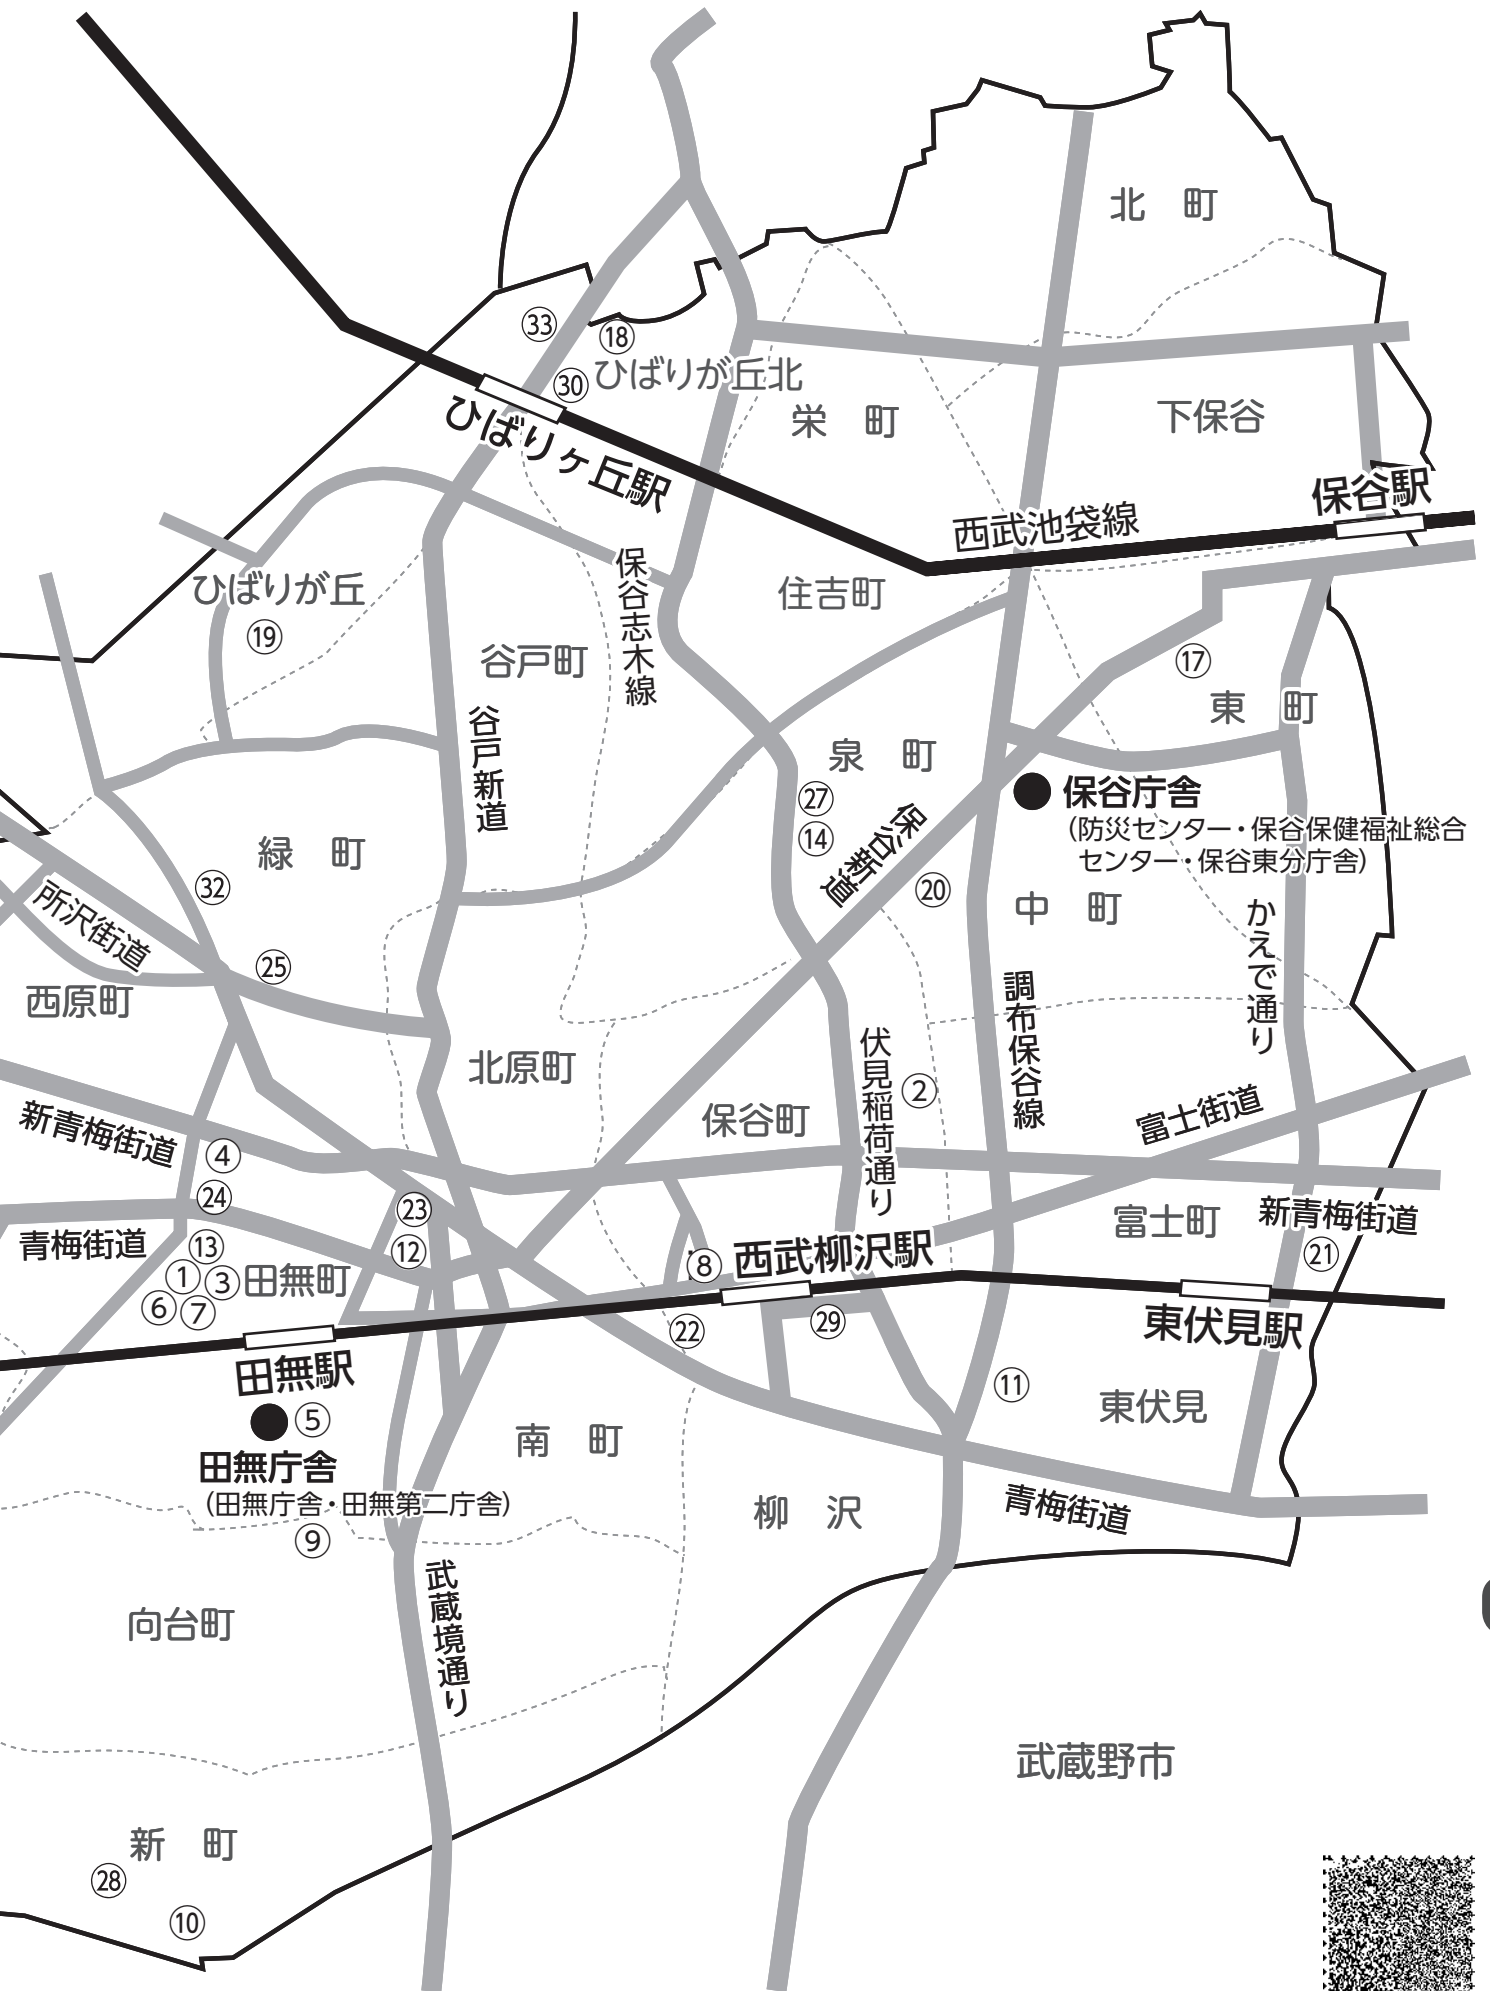 北 町
㉝
⑱
㉚
ひばりが丘北
ひばりヶ丘駅
栄 町
下保谷
保谷駅
西武池袋線
ひばりが丘
⑲
保谷志木線
住吉町
谷戸町
⑰
東 町
谷戸新道
泉 町
㉗
⑭
保谷新道
保谷庁舎
(防災センター・保谷保健福祉総合
センター・保谷東分庁舎)
緑 町
㉜
⑳
中 町
かえで通り
所沢街道
㉕
西原町
調布保谷線
北原町
伏見稲荷通り
②
保谷町
富士街道
新青梅街道
④
㉔
㉓
富士町
新青梅街道
青梅街道
⑬
⑫
①
③
田無町
⑥
⑦
⑧
西武柳沢駅
㉑
㉒
㉙
東伏見駅
田無駅
⑤
⑪
東伏見
田無庁舎
(田無庁舎・田無第二庁舎)
⑨
南 町
柳 沢
青梅街道
武蔵境通り
向台町
武蔵野市
新 町
㉘
⑩